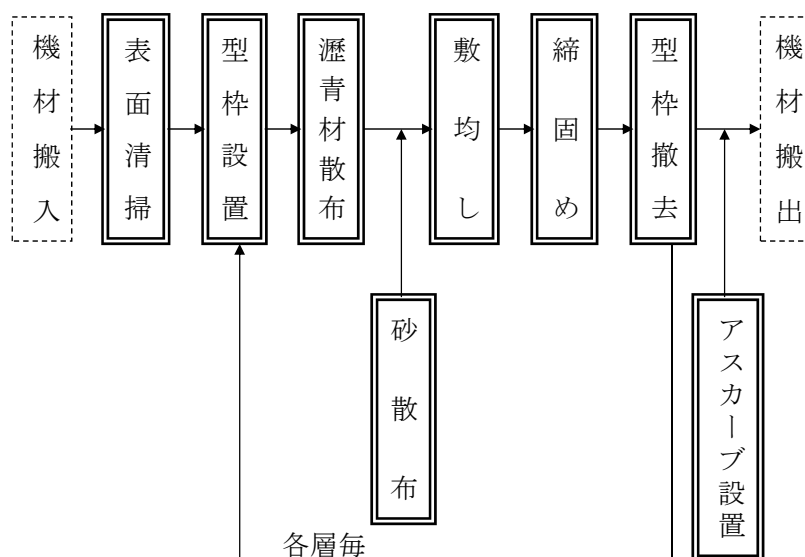 機材搬入
表面清掃
型枠設置
瀝青材散布
敷均し
締固め
型枠撤去
機材搬出
砂散布
アスカーブ設置
各層毎